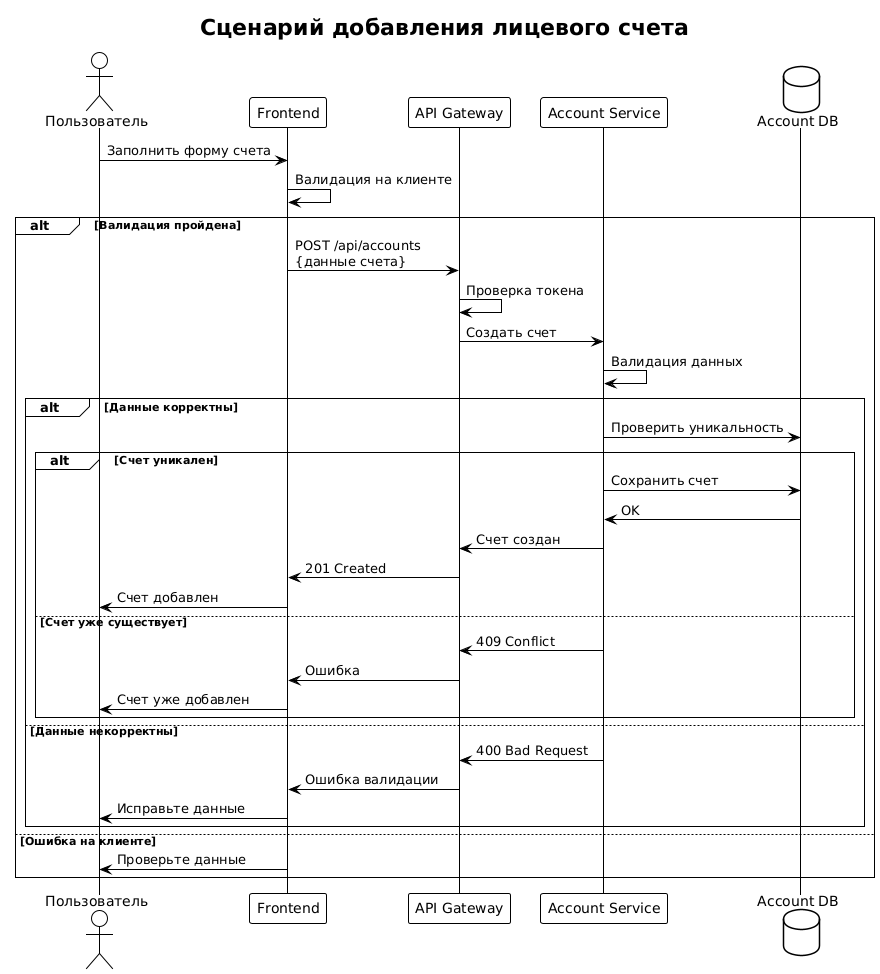 Сценарий добавления лицевого счета
Пользователь
Frontend
API Gateway
Account Service
Account DB
Заполнить форму счета
Валидация на клиенте
alt
[Валидация пройдена]
POST /api/accounts
{данные счета}
Проверка токена
Создать счет
Валидация данных
alt
[Данные корректны]
Проверить уникальность
alt
[Счет уникален]
Сохранить счет
OK
Счет создан
201 Created
Счет добавлен
[Счет уже существует]
409 Conflict
Ошибка
Счет уже добавлен
[Данные некорректны]
400 Bad Request
Ошибка валидации
Исправьте данные
[Ошибка на клиенте]
Проверьте данные
Пользователь
Frontend
API Gateway
Account Service
Account DB